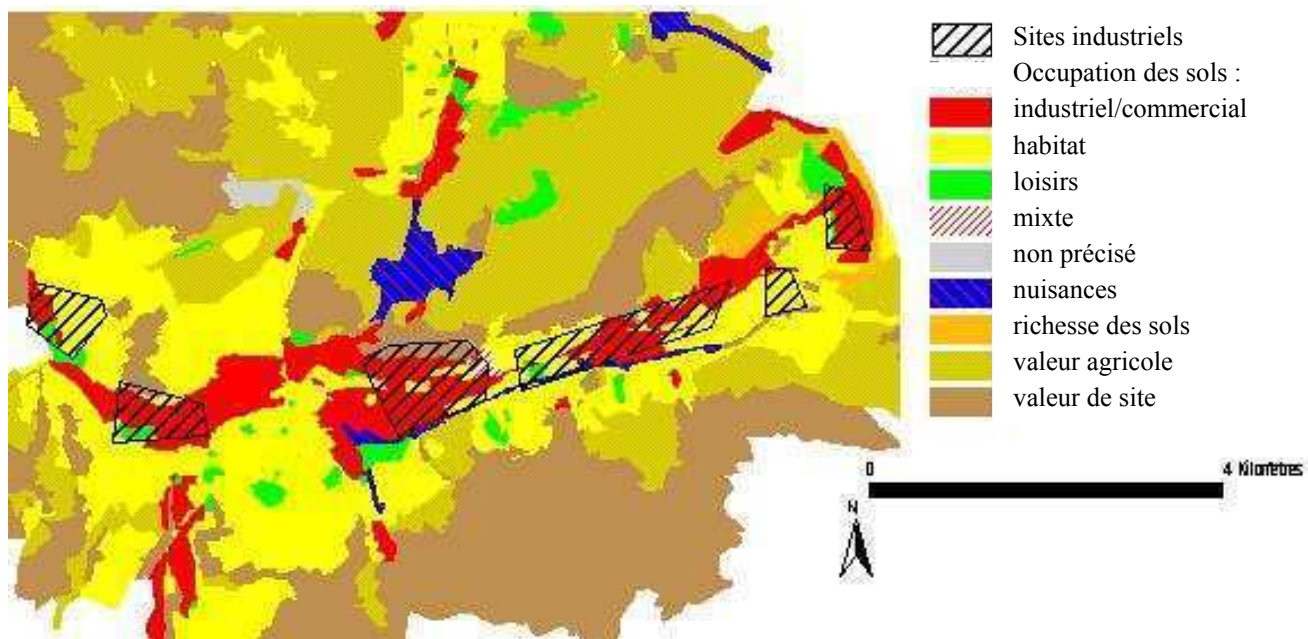 Sites industriels
Occupation des sols :
industriel/commercial
habitat
loisirs
mixte
non précisé
nuisances
richesse des sols
valeur agricole
valeur de site
0 4 Kilomètres
N